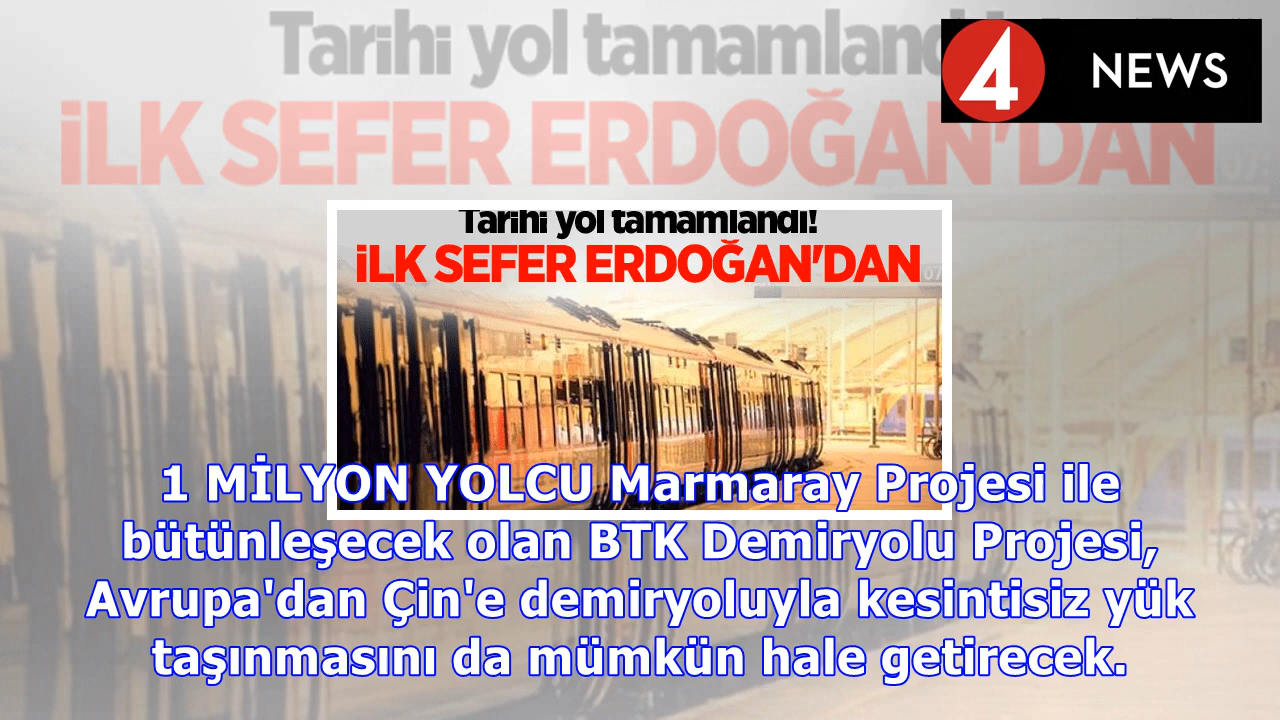 Tarihi yol tamamland
4 NEWS
İLK SEFER ERDOĞAN'DAN
Tarihi yol tamamlandı!
İLK SEFER ERDOĞAN'DAN
07
1 MİLYON YOLCU Marmaray Projesi ile
bütünleşecek olan BTK Demiryolu Projesi,
Avrupa'dan Çin'e demiryoluyla kesintisiz yük
taşınmasını da mümkün hale getirecek.